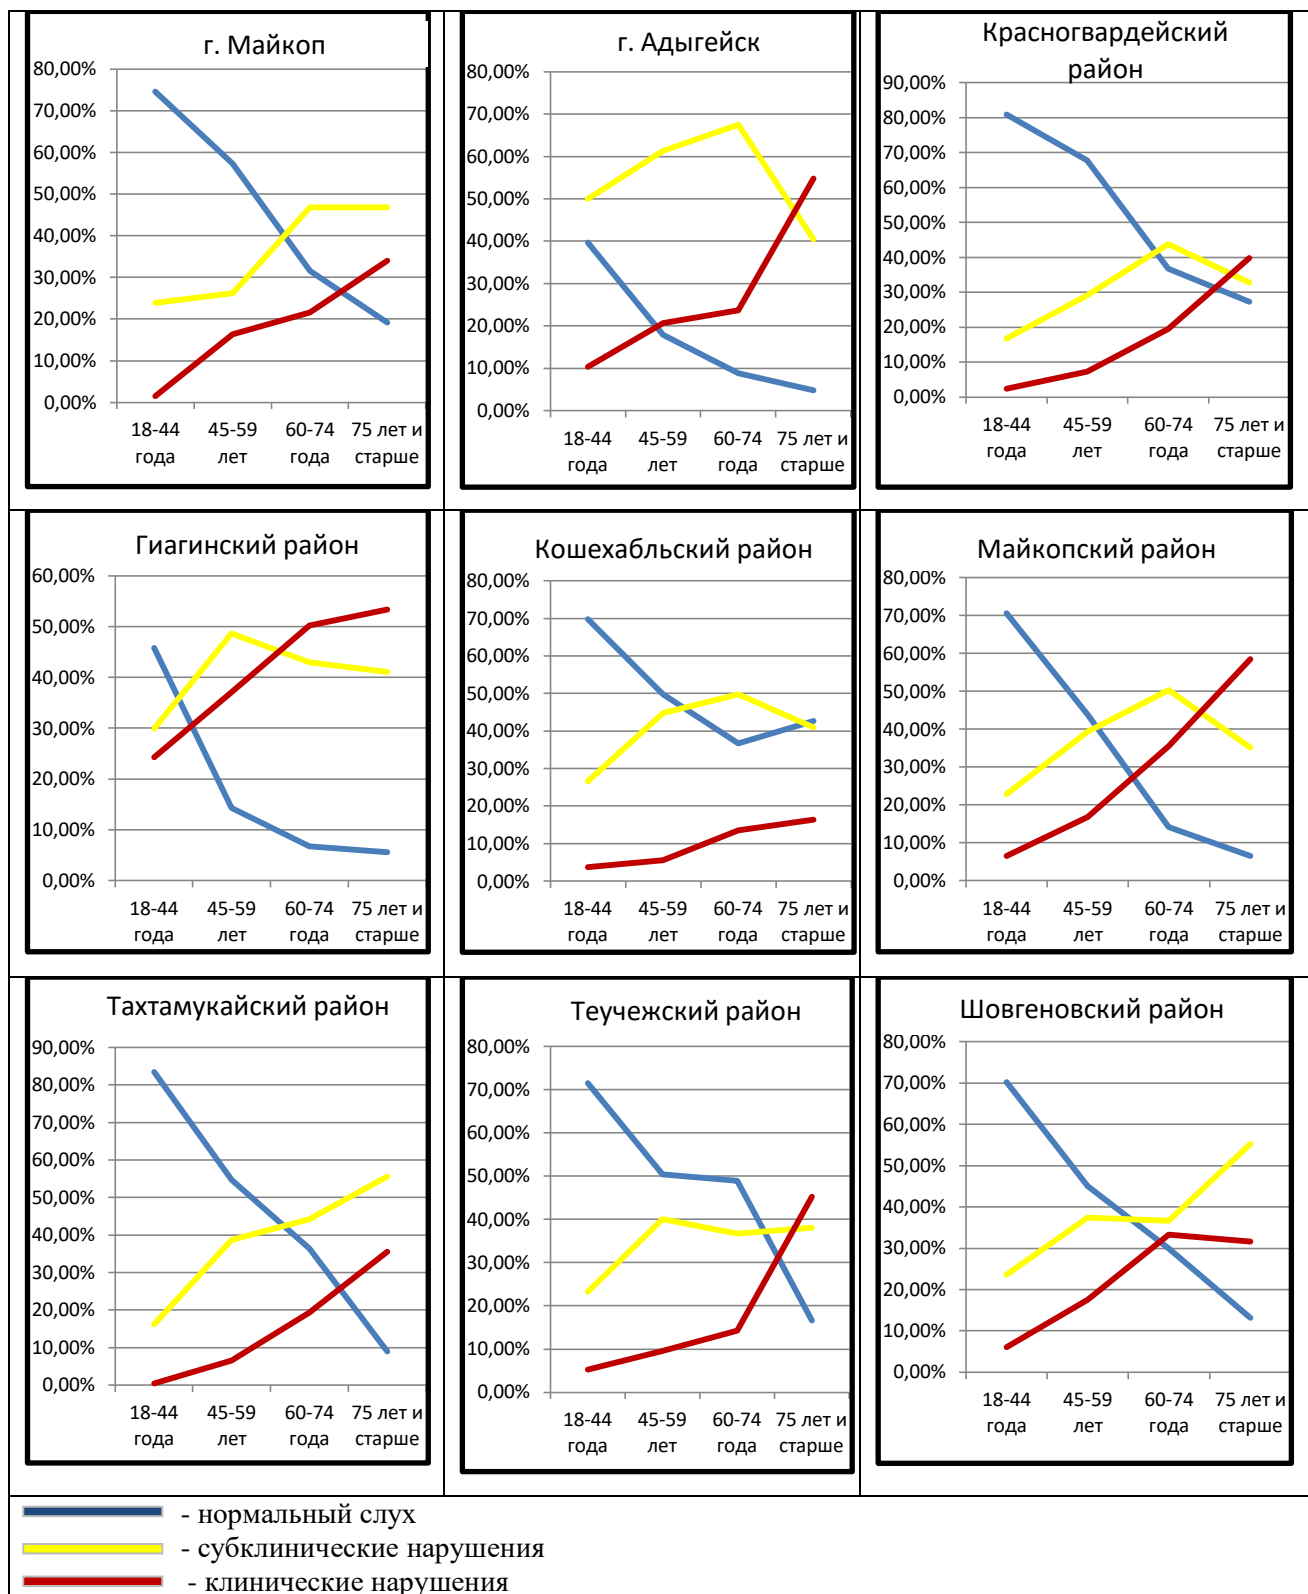 г. Майкоп
80,00%
70,00%
60,00%
50,00%
40,00%
30,00%
20,00%
10,00%
0,00%
18-44 45-59 60-74 75 лет и
года лет года старше
г. Адыгейск
80,00%
70,00%
60,00%
50,00%
40,00%
30,00%
20,00%
10,00%
0,00%
18-44 45-59 60-74 75 лет и
года лет года старше
Красногвардейский
район
90,00%
80,00%
70,00%
60,00%
50,00%
40,00%
30,00%
20,00%
10,00%
0,00%
18-44 45-59 60-74 75 лет и
года лет года старше
Гиагинский район
60,00%
50,00%
40,00%
30,00%
20,00%
10,00%
0,00%
18-44 45-59 60-74 75 лет и
года лет года старше
Кошехабльский район
80,00%
70,00%
60,00%
50,00%
40,00%
30,00%
20,00%
10,00%
0,00%
18-44 45-59 60-74 75 лет и
года лет года старше
Майкопский район
80,00%
70,00%
60,00%
50,00%
40,00%
30,00%
20,00%
10,00%
0,00%
18-44 45-59 60-74 75 лет и
года лет года старше
Тахтамукайский район
90,00%
80,00%
70,00%
60,00%
50,00%
40,00%
30,00%
20,00%
10,00%
0,00%
18-44 45-59 60-74 75 лет и
года лет года старше
Теучежский район
80,00%
70,00%
60,00%
50,00%
40,00%
30,00%
20,00%
10,00%
0,00%
18-44 45-59 60-74 75 лет и
года лет года старше
Шовгеновский район
80,00%
70,00%
60,00%
50,00%
40,00%
30,00%
20,00%
10,00%
0,00%
18-44 45-59 60-74 75 лет и
года лет года старше
- нормальный слух
- субклинические нарушения
- клинические нарушения